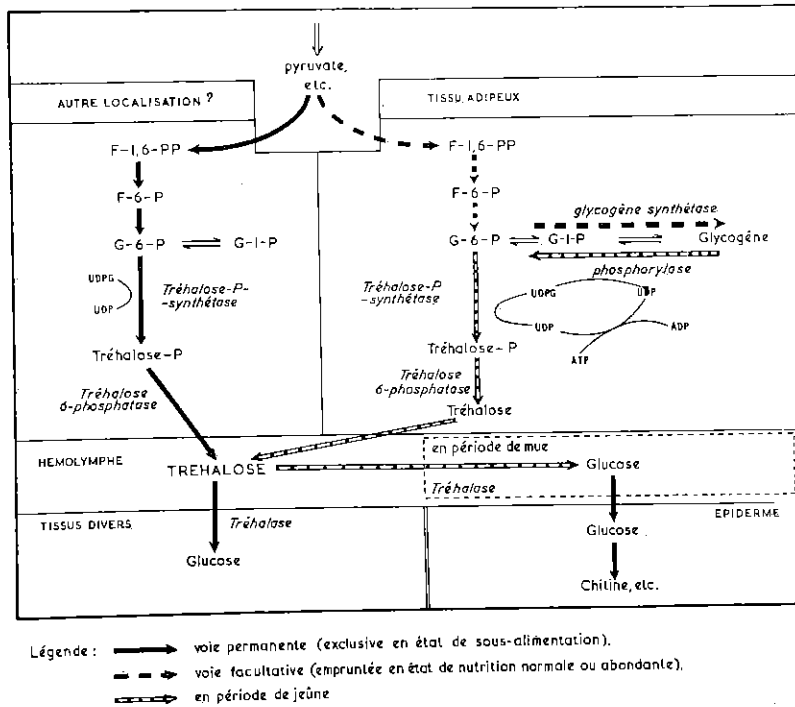 pyruvate,
etc.
AUTRE LOCALISATION ?
TISSU, ADIPEUX
F-1,6-PP
F-6-P
G-6-P
G-1-P
UDPG
UDP
Tréhalose-P-
-synthétase
Tréhalose-P
Tréhalose
6-phosphatase
F-1,6-PP
F-6-P
glycogène synthétase
G-6-P
G-1-P
Glycogène
phosphorylase
Tréhalose-P
-synthétase
UDPG
UDP
UDP
ADP
ATP
Tréhalose-P
Tréhalose
6-phosphatase
Tréhalose
HEMOLYMPHE
TREHALOSE
en période de mue
Glucose
Tréhalase
TISSUS DIVERS
Tréhalase
Glucose
EPIDERME
Glucose
Chitine, etc.
Légende :
voie permanente (exclusive en état de sous-alimentation).
voie facultative (empruntée en état de nutrition normale ou abondante).
en période de jeûne